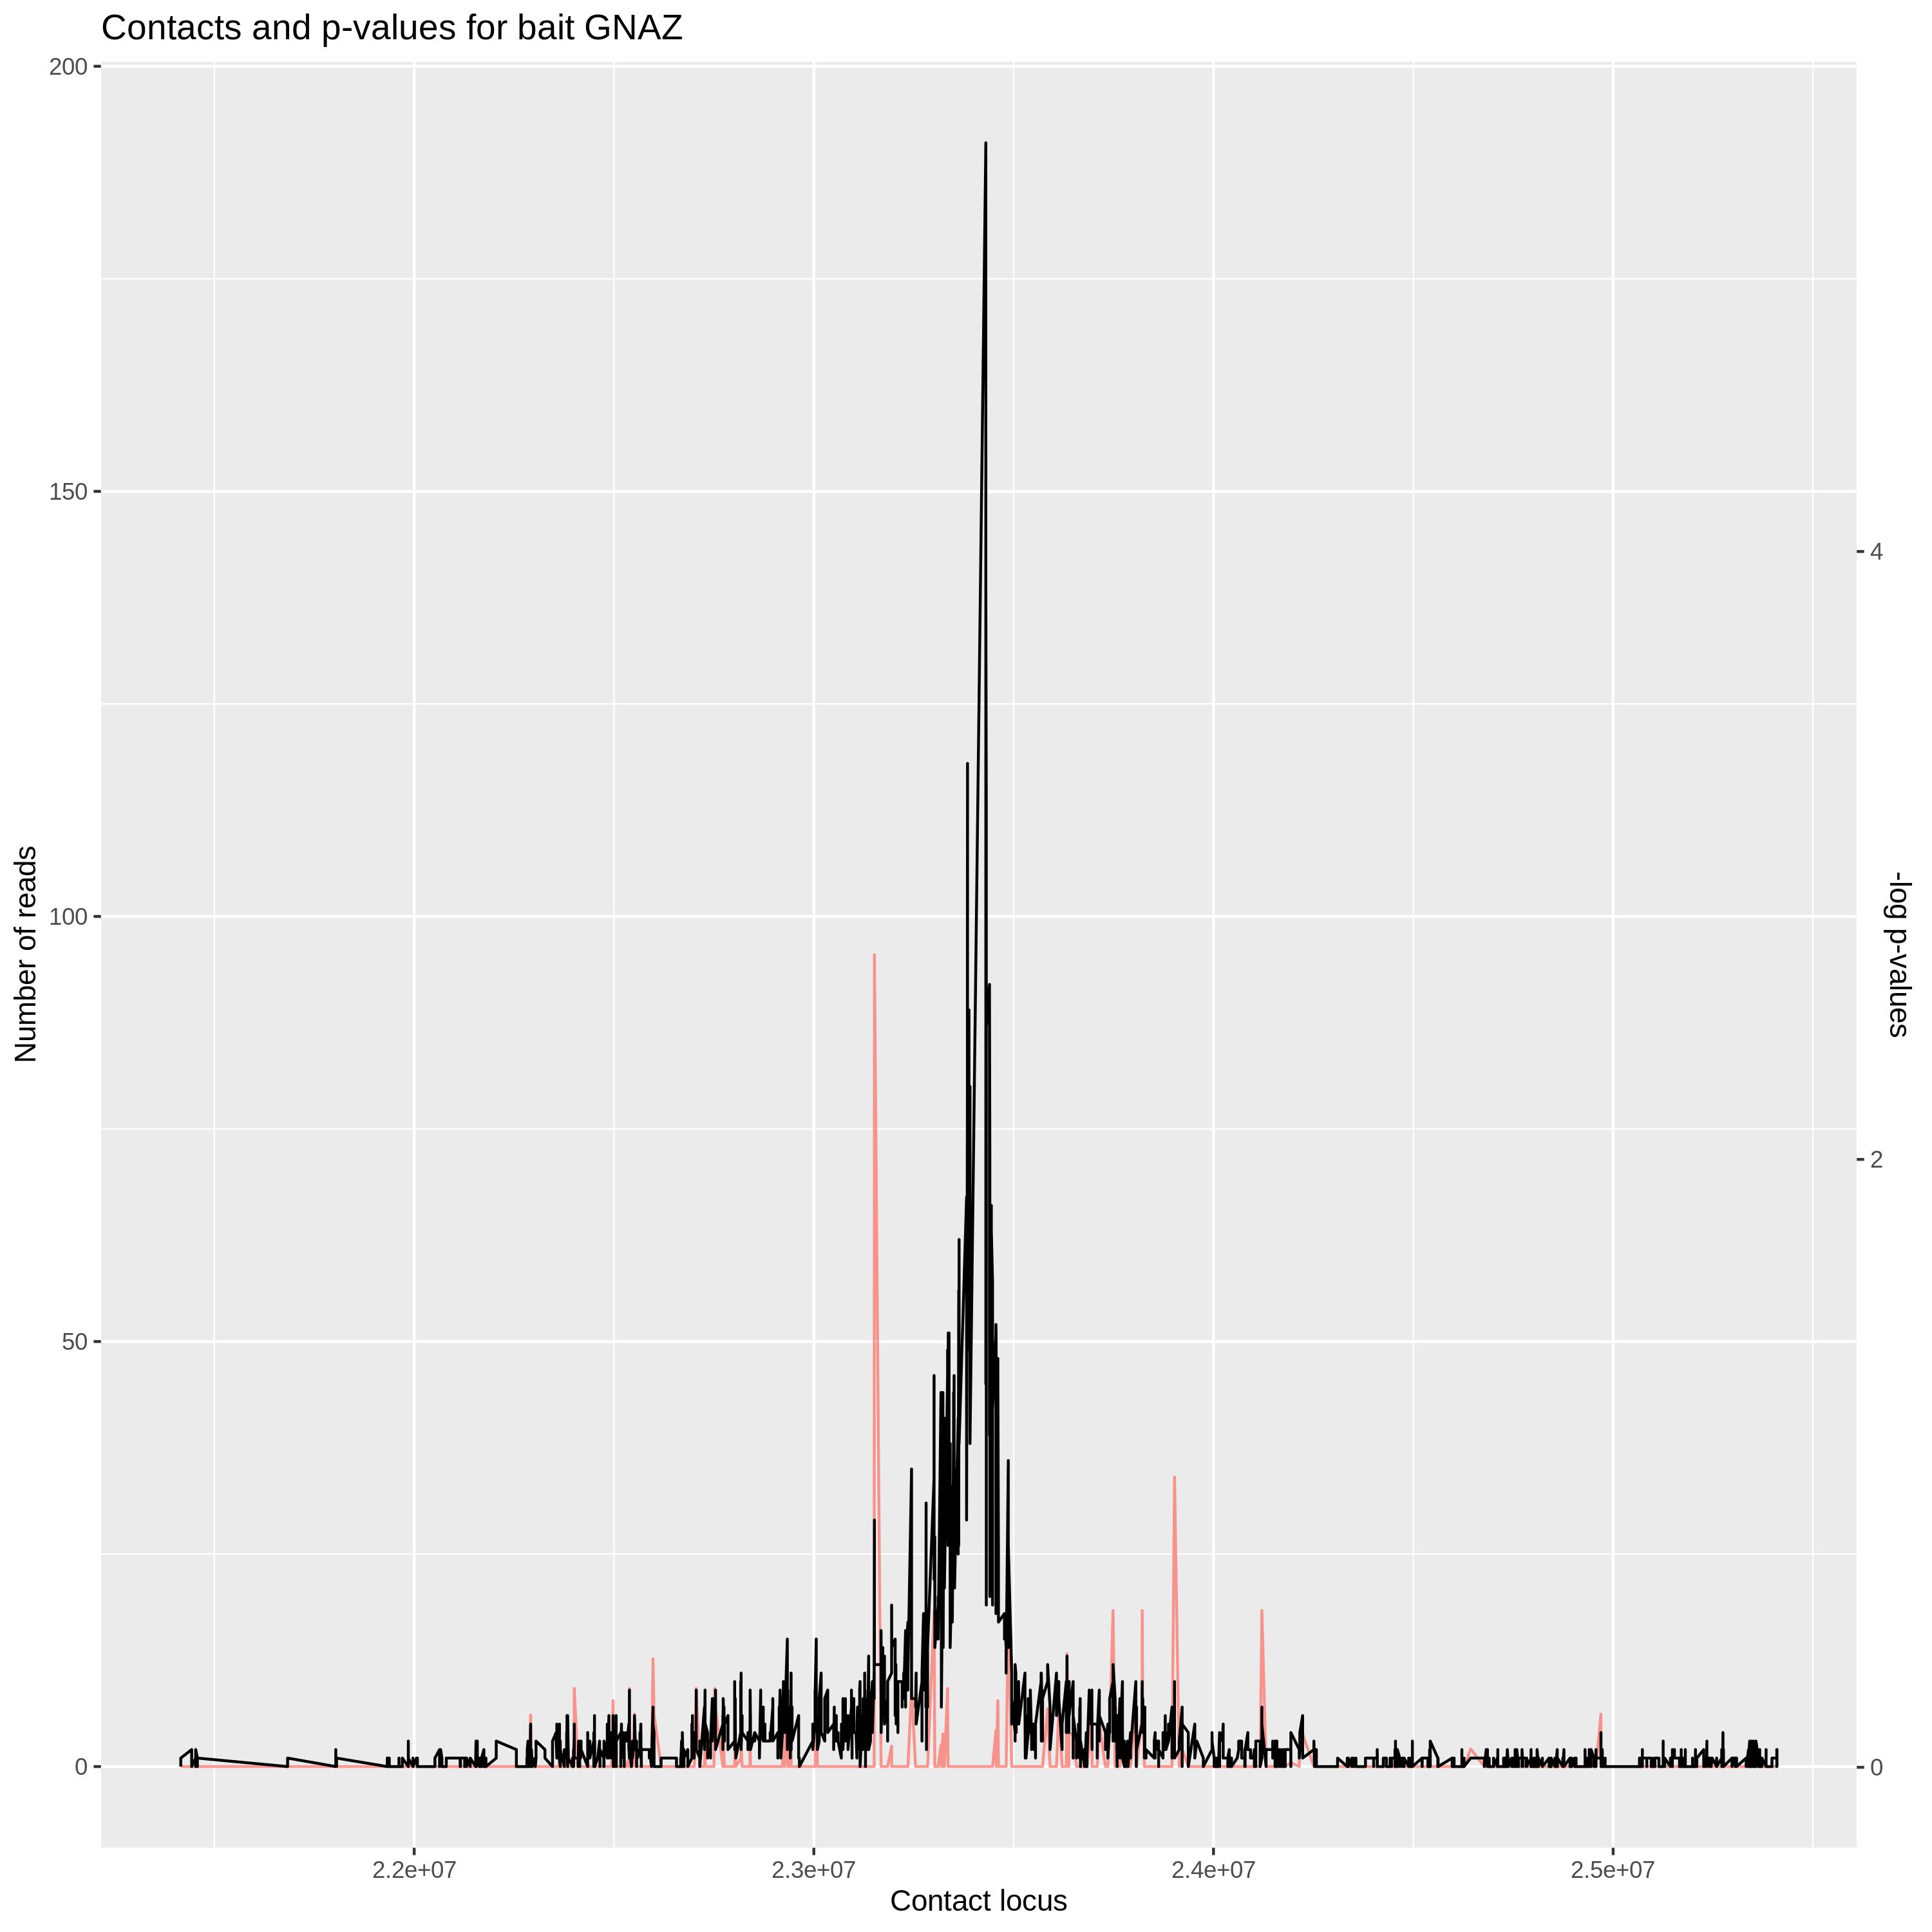 Contacts and p-values for bait GNAZ
200
150
100
50
0
Number of reads
4
2
0
-log p-values
2.2e+07
2.3e+07
2.4e+07
2.5e+07
Contact locus